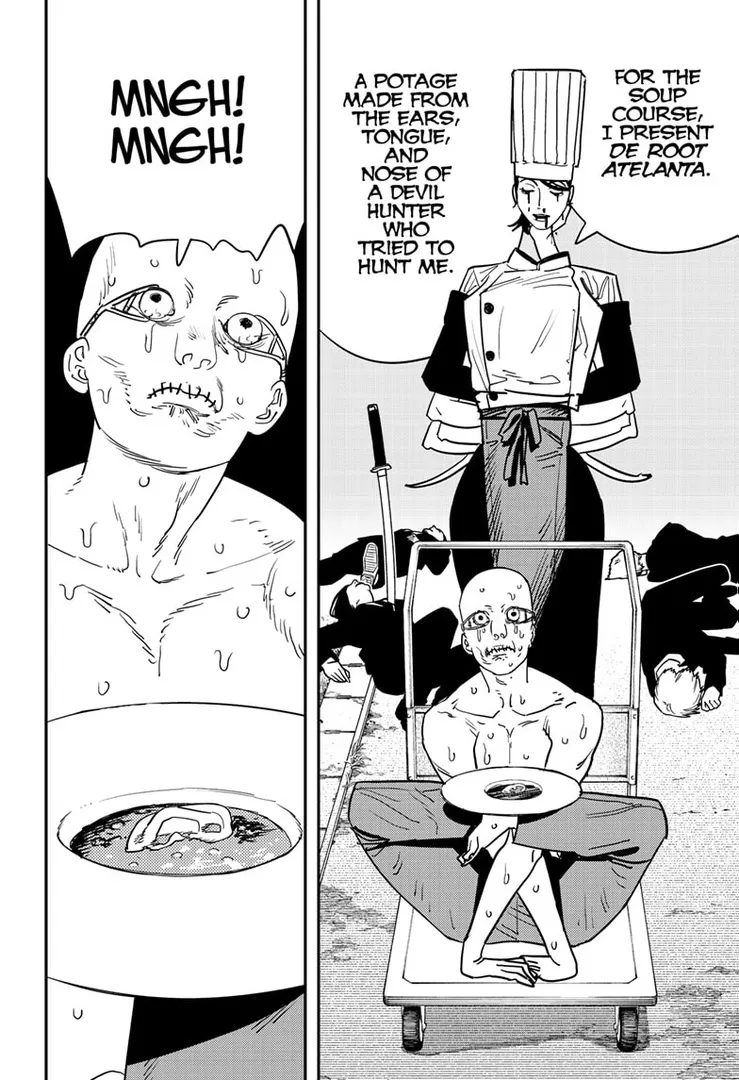 FOR THE
SOUP
COURSE,
I PRESENT
DE ROOT
ATELANTA.
A POTAGE
MADE FROM
THE EARS,
TONGUE,
AND
NOSE OF
A DEVIL
HUNTER
WHO
TRIED TO
HUNT ME.
MNGH!
MNGH!